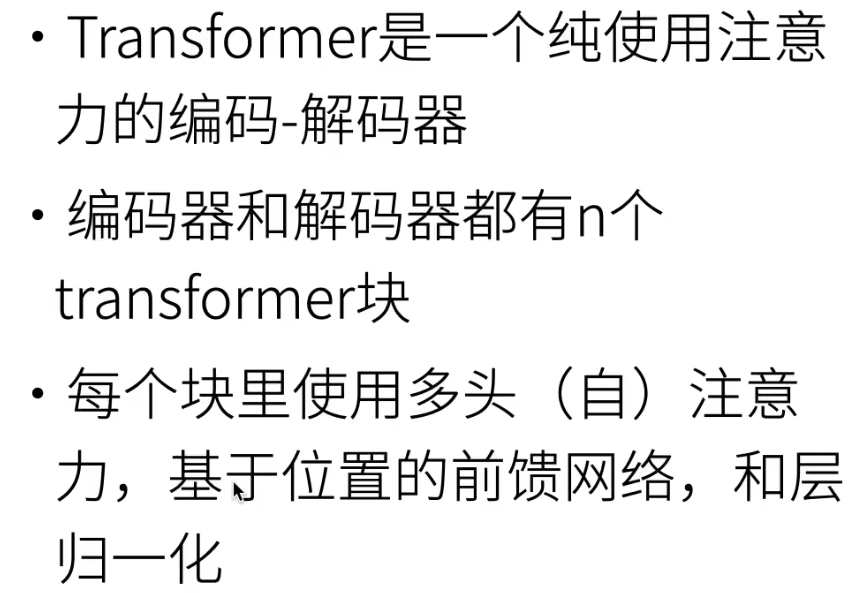 • Transformer是一个纯使用注意
力的编码-解码器
• 编码器和解码器都有n个
transformer块
• 每个块里使用多头（自）注意
力，基于位置的前馈网络，和层
归一化